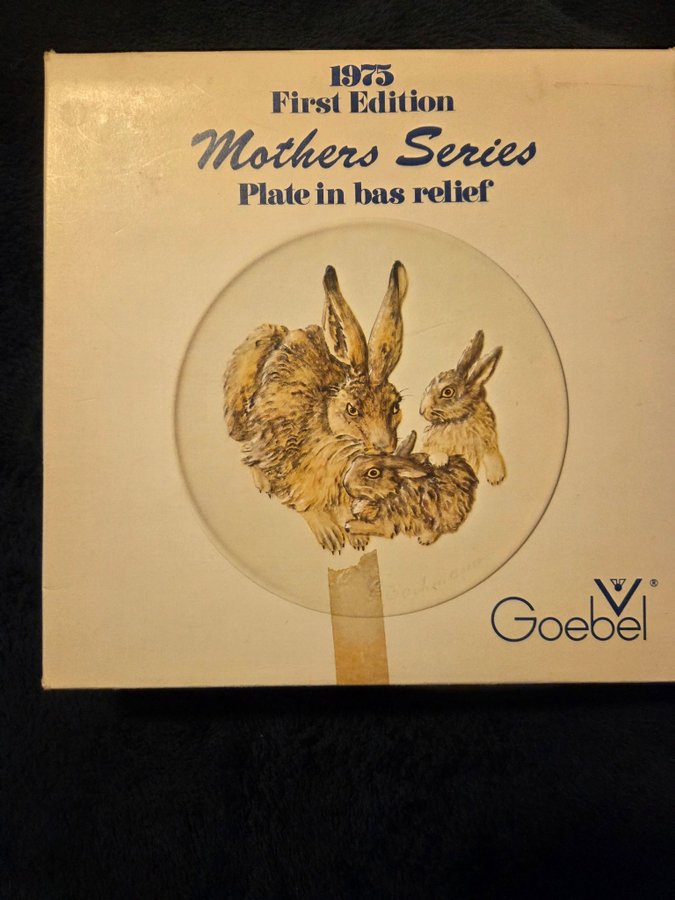 1975
First Edition
Mothers Series
Plate in bas relief
Goebel®